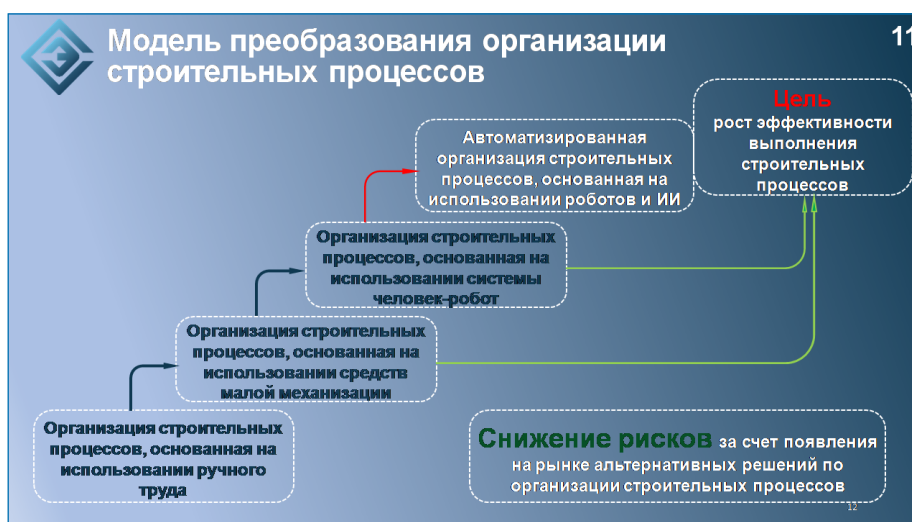 Модель преобразования организации
строительных процессов
11
Цель
рост эффективности
выполнения
строительных
процессов
Автоматизированная
организация строительных
процессов, основанная на
использовании роботов и ИИ
Организация строительных
процессов, основанная на
использовании системы
человек-робот
Организация строительных
процессов, основанная на
использовании средств
малой механизации
Организация строительных
процессов, основанная на
использовании ручного
труда
Снижение рисков за счет появления
на рынке альтернативных решений по
организации строительных процессов
12